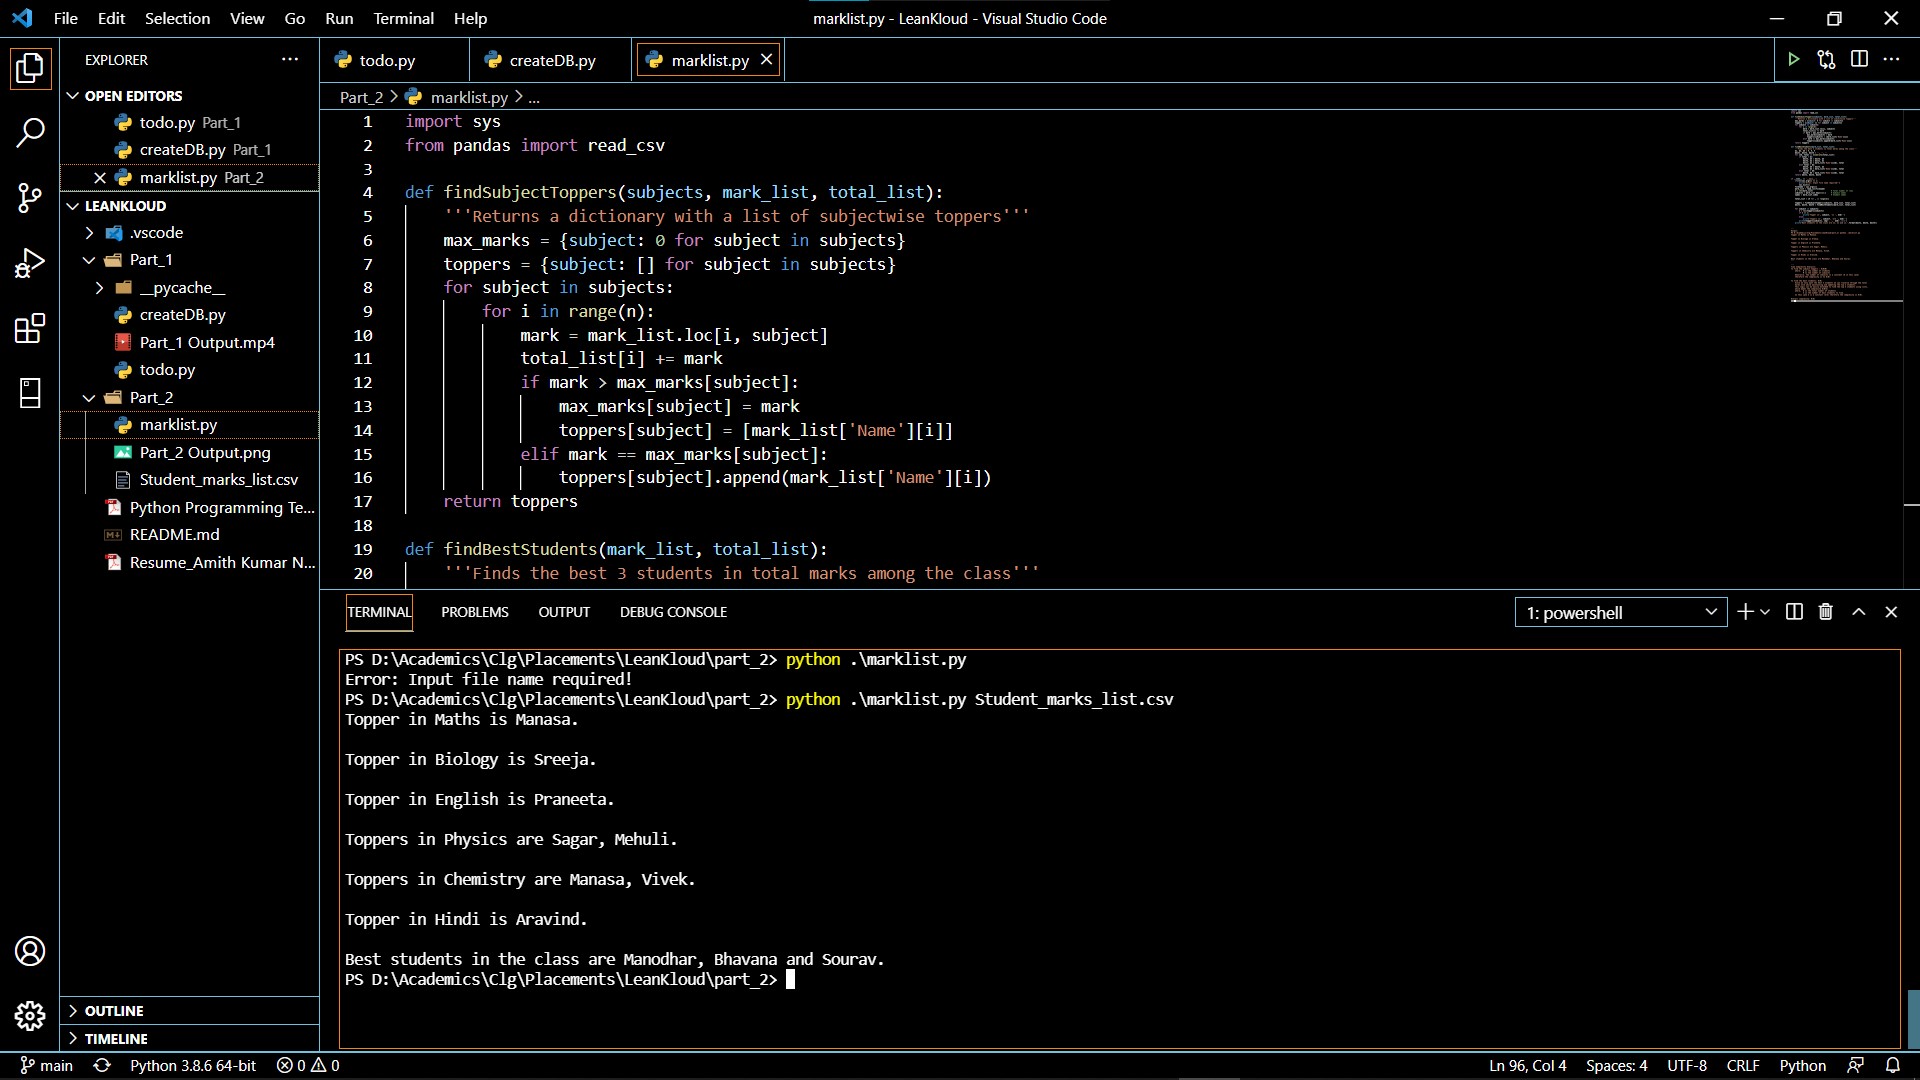 File Edit Selection View Go Run Terminal Help
marklist.py - LeanKloud - Visual Studio Code
EXPLORER
OPEN EDITORS
todo.py Part_1
createDB.py Part_1
marklist.py Part_2
LEANKLOUD
.vscode
Part_1
__pycache__
createDB.py
Part_1 Output.mp4
todo.py
Part_2
marklist.py
Part_2 Output.png
Student_marks_list.csv
Python Programming Te...
README.md
Resume_Amith Kumar N...
OUTLINE
TIMELINE
todo.py createDB.py marklist.py
Part_2 > marklist.py > ...
1 import sys
2 from pandas import read_csv
3
4 def findSubjectToppers(subjects, mark_list, total_list):
5 '''Returns a dictionary with a list of subjectwise toppers'''
6 max_marks = {subject: 0 for subject in subjects}
7 toppers = {subject: [] for subject in subjects}
8 for subject in subjects:
9 for i in range(n):
10 mark = mark_list.loc[i, subject]
11 total_list[i] += mark
12 if mark > max_marks[subject]:
13 max_marks[subject] = mark
14 toppers[subject] = [mark_list['Name'][i]]
15 elif mark == max_marks[subject]:
16 toppers[subject].append(mark_list['Name'][i])
17 return toppers
18
19 def findBestStudents(mark_list, total_list):
20 '''Finds the best 3 students in total marks among the class'''
TERMINAL PROBLEMS OUTPUT DEBUG CONSOLE
1: powershell
PS D:\Academics\Clg\Placements\LeanKloud\part_2> python .\marklist.py
Error: Input file name required!
PS D:\Academics\Clg\Placements\LeanKloud\part_2> python .\marklist.py Student_marks_list.csv
Topper in Maths is Manasa.
Topper in Biology is Sreeja.
Topper in English is Praneeta.
Toppers in Physics are Sagar, Mehuli.
Toppers in Chemistry are Manasa, Vivek.
Topper in Hindi is Aravind.
Best students in the class are Manodhar, Bhavana and Sourav.
PS D:\Academics\Clg\Placements\LeanKloud\part_2>
main Python 3.8.6 64-bit 0 0 Ln 96, Col 4 Spaces: 4 UTF-8 CRLF Python